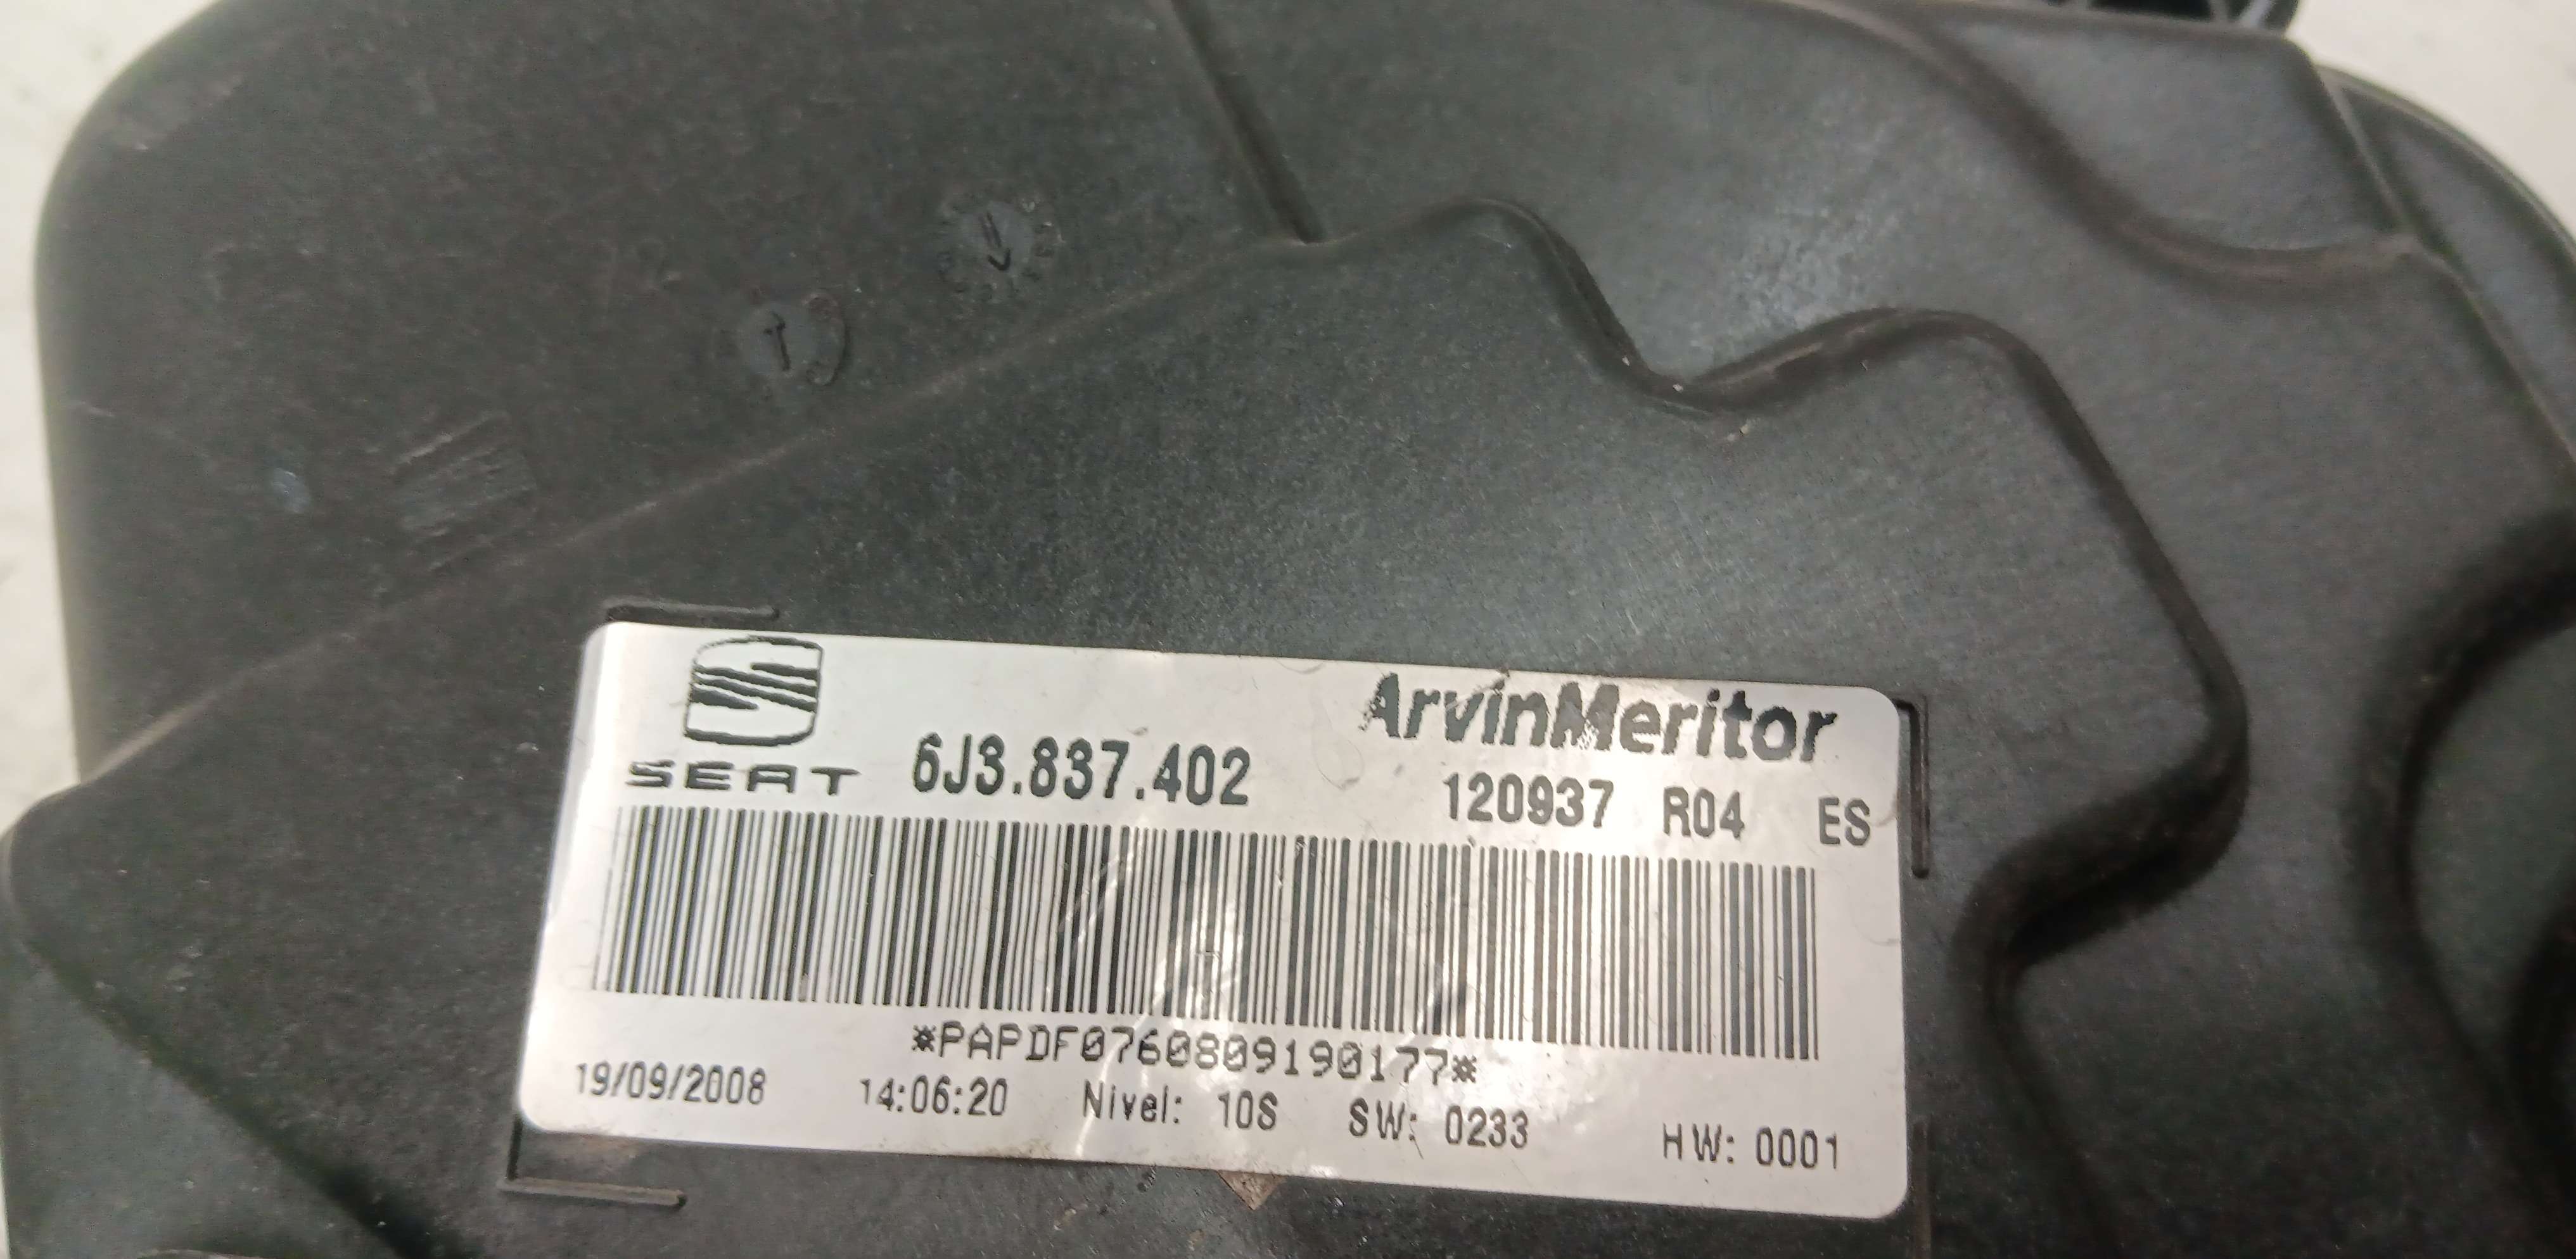 ArvinMeritor
SEAT 6J3.837.402
120937 R04 ES
*PAPDF0760809190177*
19/09/2008 14:06:20 Nivel: 10S SW: 0233 HW: 0001